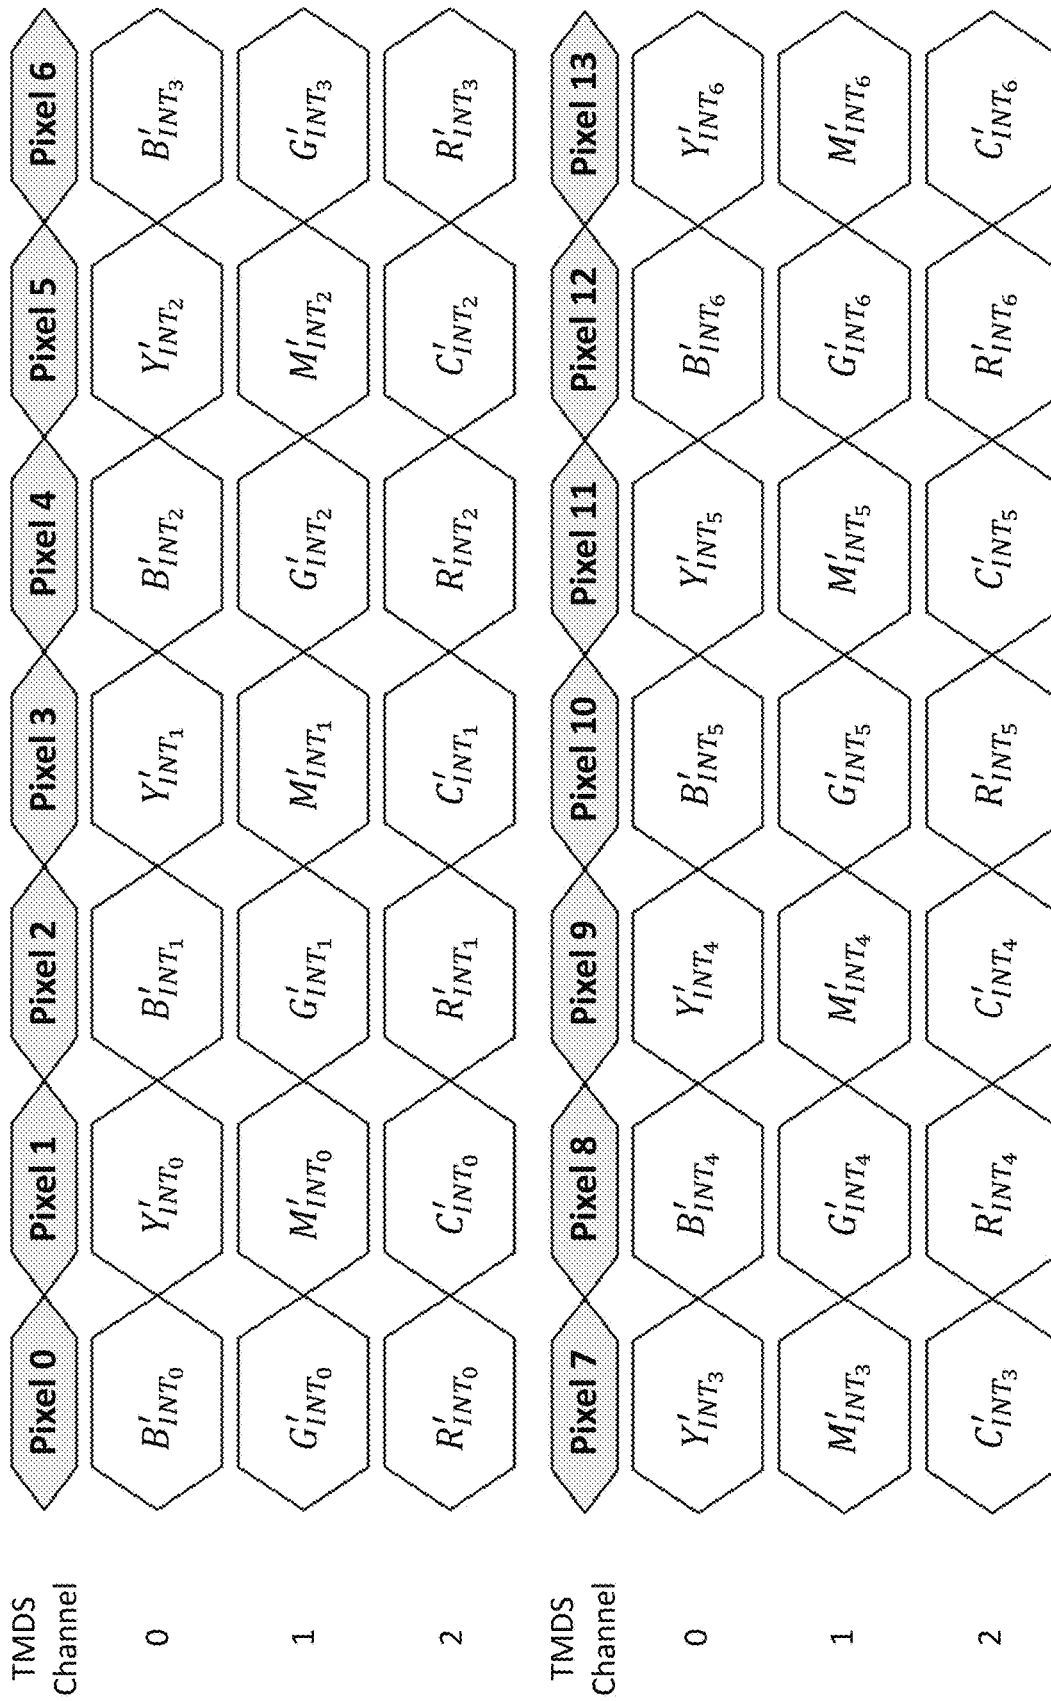 TMDS Channel Pixel 0 Pixel 1 Pixel 2 Pixel 3 Pixel 4 Pixel 5 Pixel 6
0 B′INT₀ Y′INT₀ B′INT₁ Y′INT₁ B′INT₂ Y′INT₂ B′INT₃
1 G′INT₀ M′INT₀ G′INT₁ M′INT₁ G′INT₂ M′INT₂ G′INT₃
2 R′INT₀ C′INT₀ R′INT₁ C′INT₁ R′INT₂ C′INT₂ R′INT₃
TMDS Channel Pixel 7 Pixel 8 Pixel 9 Pixel 10 Pixel 11 Pixel 12 Pixel 13
0 Y′INT₃ B′INT₄ Y′INT₄ B′INT₅ Y′INT₅ B′INT₆ Y′INT₆
1 M′INT₃ G′INT₄ M′INT₄ G′INT₅ M′INT₅ G′INT₆ M′INT₆
2 C′INT₃ R′INT₄ C′INT₄ R′INT₅ C′INT₅ R′INT₆ C′INT₆